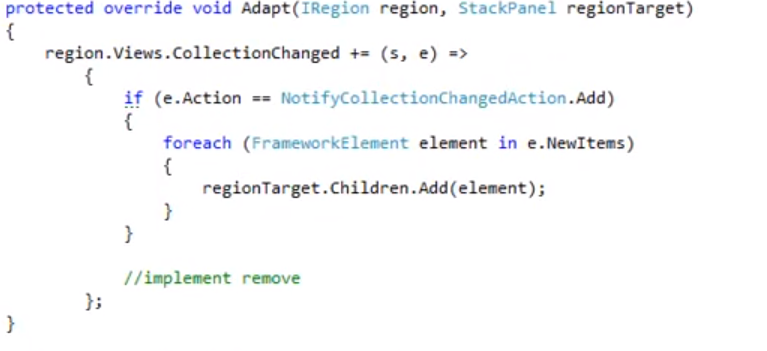 protected override void Adapt(IRegion region, StackPanel regionTarget)
{
    region.Views.CollectionChanged += (s, e) =>
        {
            if (e.Action == NotifyCollectionChangedAction.Add)
            {
                foreach (FrameworkElement element in e.NewItems)
                {
                    regionTarget.Children.Add(element);
                }
            }

            //implement remove
        };
}